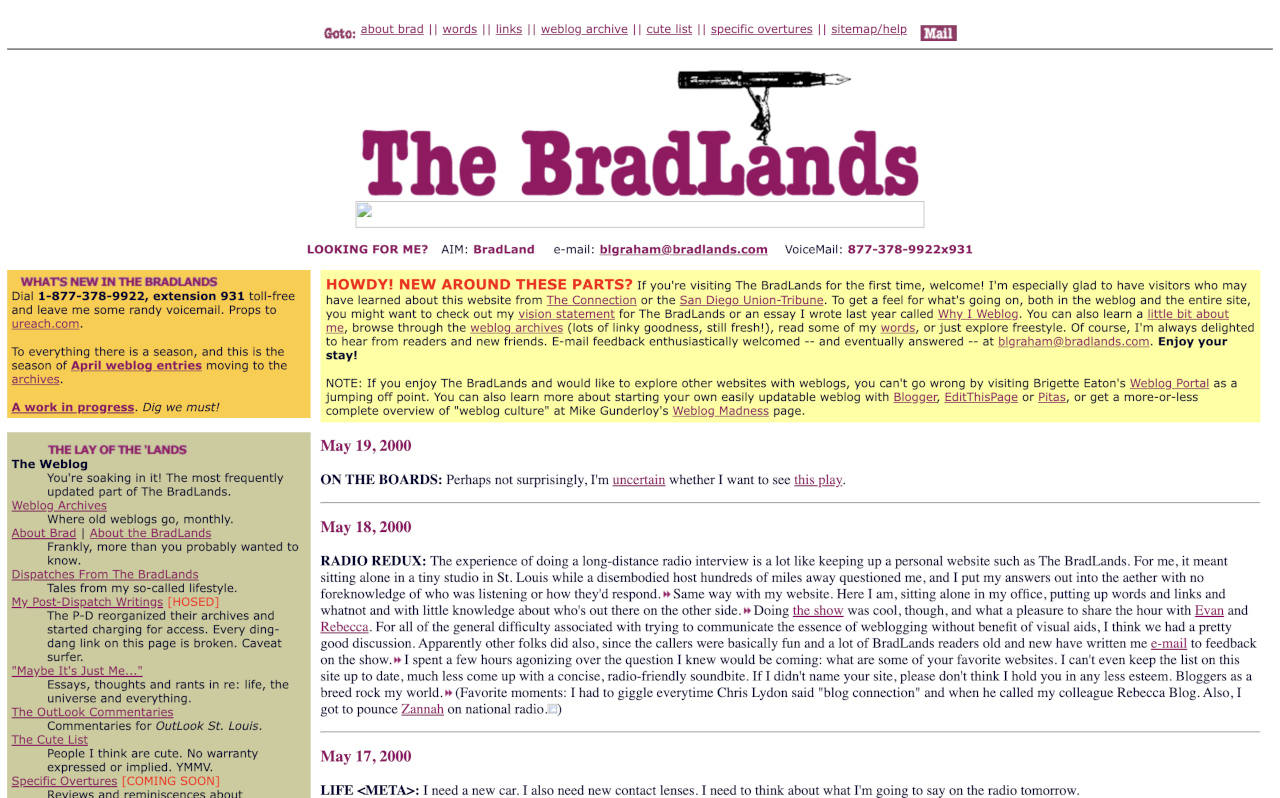 Goto: about brad || words || links || weblog archive || cute list || specific overtures || sitemap/help Mail
The BradLands
LOOKING FOR ME? AIM: BradLand e-mail: blgraham@bradlands.com VoiceMail: 877-378-9922x931
WHAT'S NEW IN THE BRADLANDS
Dial 1-877-378-9922, extension 931 toll-free
and leave me some randy voicemail. Props to
ureach.com.
To everything there is a season, and this is the
season of April weblog entries moving to the
archives.
A work in progress. Dig we must!
THE LAY OF THE 'LANDS
The Weblog
You're soaking in it! The most frequently
updated part of The BradLands.
Weblog Archives
Where old weblogs go, monthly.
About Brad | About the BradLands
Frankly, more than you probably wanted to
know.
Dispatches From The BradLands
Tales from my so-called lifestyle.
My Post-Dispatch Writings [HOSED]
The P-D reorganized their archives and
started charging for access. Every ding-
dang link on this page is broken. Caveat
surfer.
"Maybe It's Just Me..."
Essays, thoughts and rants in re: life, the
universe and everything.
The OutLook Commentaries
Commentaries for OutLook St. Louis.
The Cute List
People I think are cute. No warranty
expressed or implied. YMMV.
Specific Overtures [COMING SOON]
Reviews and reminiscences about
HOWDY! NEW AROUND THESE PARTS? If you're visiting The BradLands for the first time, welcome! I'm especially glad to have visitors who may
have learned about this website from The Connection or the San Diego Union-Tribune. To get a feel for what's going on, both in the weblog and the entire site,
you might want to check out my vision statement for The BradLands or an essay I wrote last year called Why I Weblog. You can also learn a little bit about
me, browse through the weblog archives (lots of linky goodness, still fresh!), read some of my words, or just explore freestyle. Of course, I'm always delighted
to hear from readers and new friends. E-mail feedback enthusiastically welcomed -- and eventually answered -- at blgraham@bradlands.com. Enjoy your
stay!
NOTE: If you enjoy The BradLands and would like to explore other websites with weblogs, you can't go wrong by visiting Brigette Eaton's Weblog Portal as a
jumping off point. You can also learn more about starting your own easily updatable weblog with Blogger, EditThisPage or Pitas, or get a more-or-less
complete overview of "weblog culture" at Mike Gunderloy's Weblog Madness page.
May 19, 2000
ON THE BOARDS: Perhaps not surprisingly, I'm uncertain whether I want to see this play.
May 18, 2000
RADIO REDUX: The experience of doing a long-distance radio interview is a lot like keeping up a personal website such as The BradLands. For me, it meant
sitting alone in a tiny studio in St. Louis while a disembodied host hundreds of miles away questioned me, and I put my answers out into the aether with no
foreknowledge of who was listening or how they'd respond. Same way with my website. Here I am, sitting alone in my office, putting up words and links and
whatnot and with little knowledge about who's out there on the other side. Doing the show was cool, though, and what a pleasure to share the hour with Evan and
Rebecca. For all of the general difficulty associated with trying to communicate the essence of weblogging without benefit of visual aids, I think we had a pretty
good discussion. Apparently other folks did also, since the callers were basically fun and a lot of BradLands readers old and new have written me e-mail to feedback
on the show. I spent a few hours agonizing over the question I knew would be coming: what are some of your favorite websites. I can't even keep the list on this
site up to date, much less come up with a concise, radio-friendly soundbite. If I didn't name your site, please don't think I hold you in any less esteem. Bloggers as a
breed rock my world. (Favorite moments: I had to giggle everytime Chris Lydon said "blog connection" and when he called my colleague Rebecca Blog. Also, I
got to pounce Zannah on national radio.)
May 17, 2000
LIFE <META>: I need a new car. I also need new contact lenses. I need to think about what I'm going to say on the radio tomorrow.